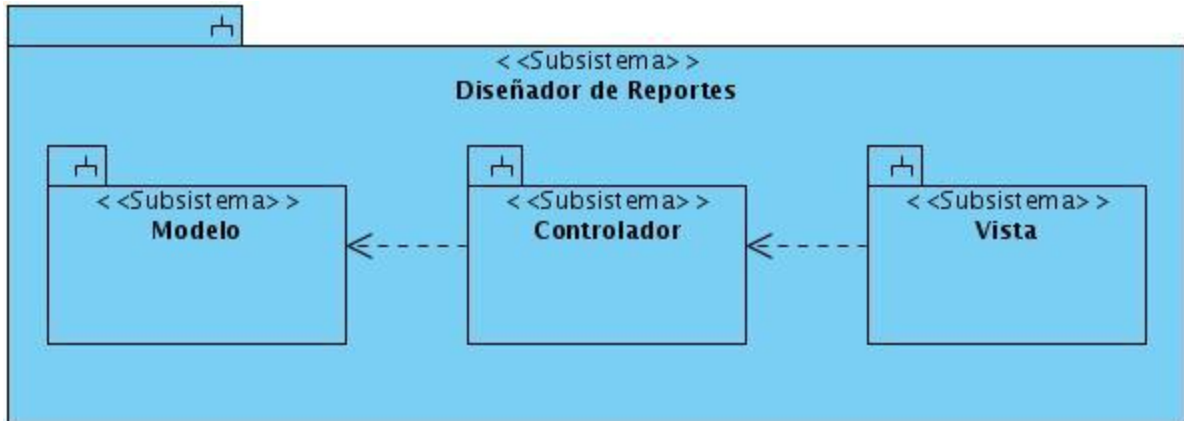 <<Subsistema>>
Diseñador de Reportes
<<Subsistema>>
Modelo
<<Subsistema>>
Controlador
<<Subsistema>>
Vista